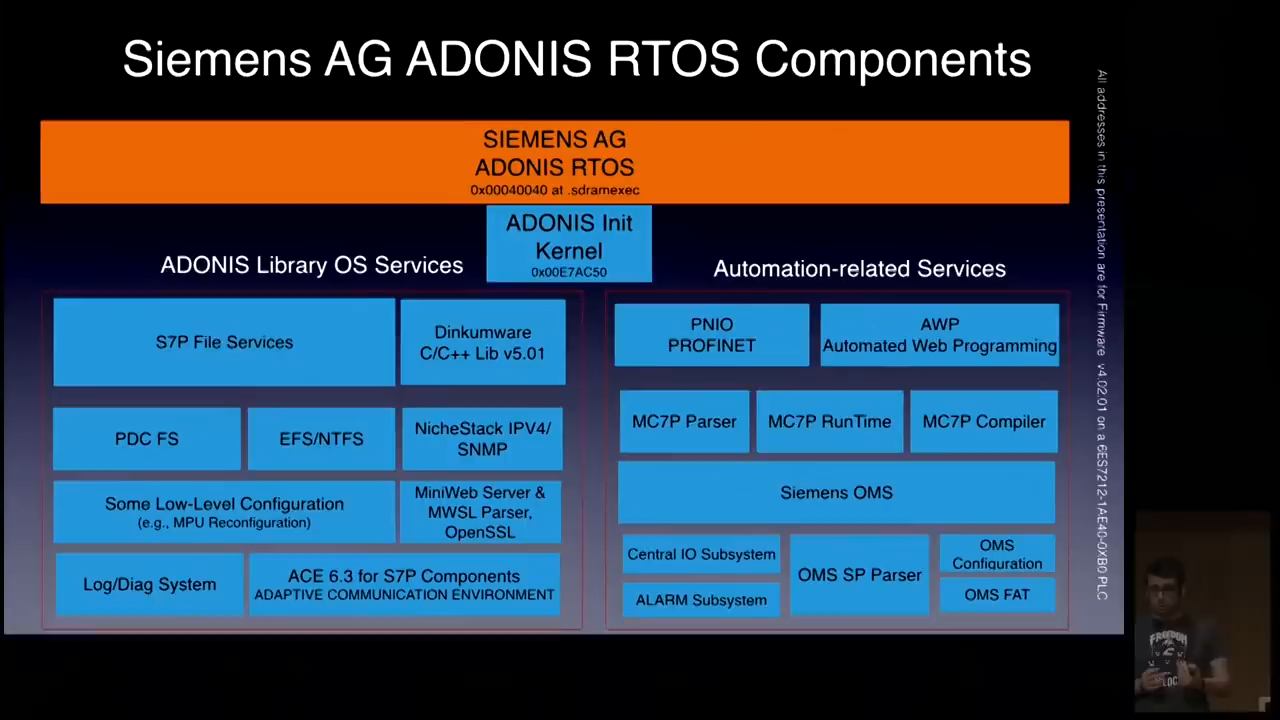 Siemens AG ADONIS RTOS Components
SIEMENS AG
ADONIS RTOS
0x00040040 at .sdramexec
ADONIS Init
Kernel
0x00E7AC50
ADONIS Library OS Services
S7P File Services
Dinkumware
C/C++ Lib v5.01
PDC FS
EFS/NTFS
NicheStack IPV4/
SNMP
Some Low-Level Configuration
(e.g., MPU Reconfiguration)
MiniWeb Server &
MWSL Parser,
OpenSSL
Log/Diag System
ACE 6.3 for S7P Components
ADAPTIVE COMMUNICATION ENVIRONMENT
Automation-related Services
PNIO
PROFINET
AWP
Automated Web Programming
MC7P Parser
MC7P RunTime
MC7P Compiler
Siemens OMS
Central IO Subsystem
ALARM Subsystem
OMS SP Parser
OMS
Configuration
OMS FAT
All addresses in this presentation are for Firmware v4.02.01 on a 6ES7212-1AE40-0XB0 PLC
FREEDOM